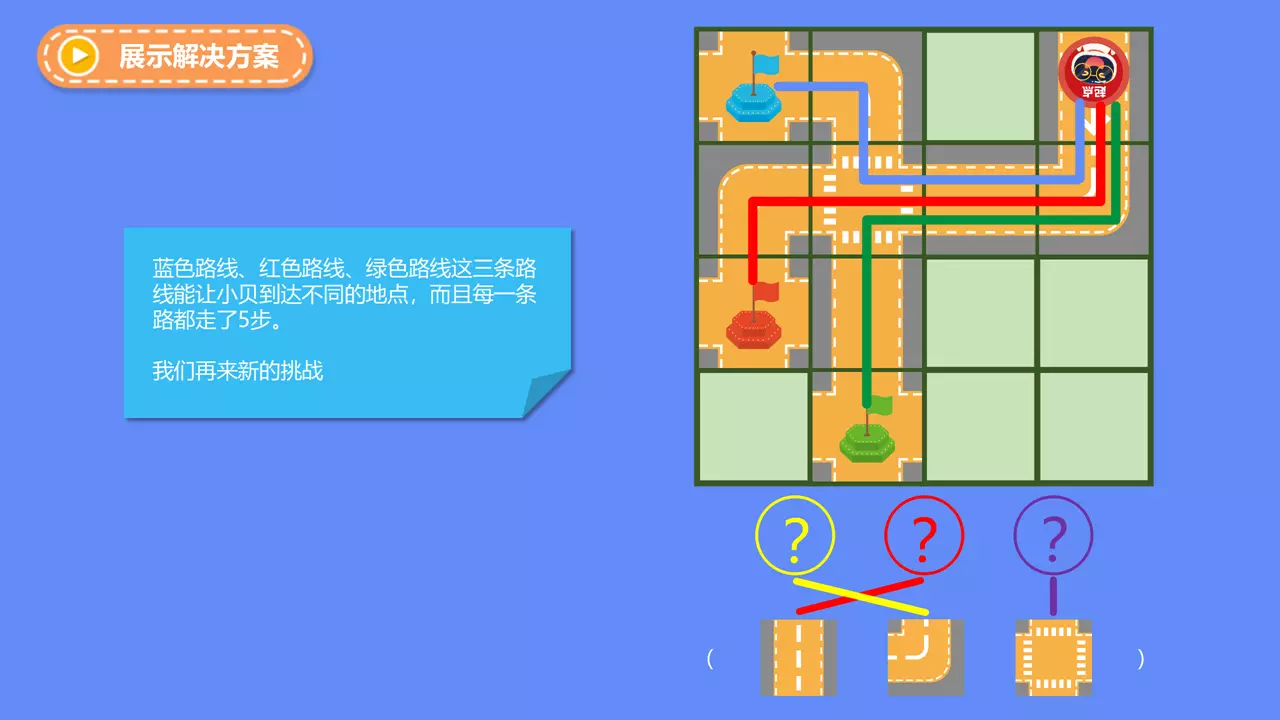 展示解决方案
起点
蓝色路线、红色路线、绿色路线这三条路
线能让小贝到达不同的地点，而且每一条
路都走了5步。
我们再来新的挑战
? ? ?
( )